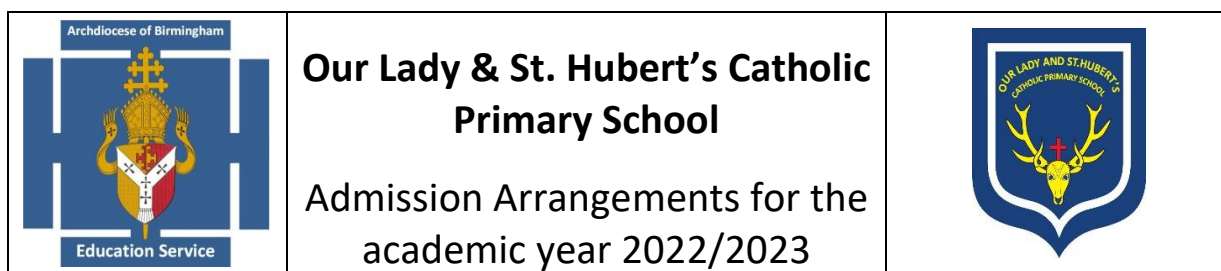 Archdiocese of Birmingham
Education Service
Our Lady & St. Hubert’s Catholic
Primary School
Admission Arrangements for the
academic year 2022/2023
OUR LADY AND ST.HUBERT'S
CATHOLIC PRIMARY SCHOOL